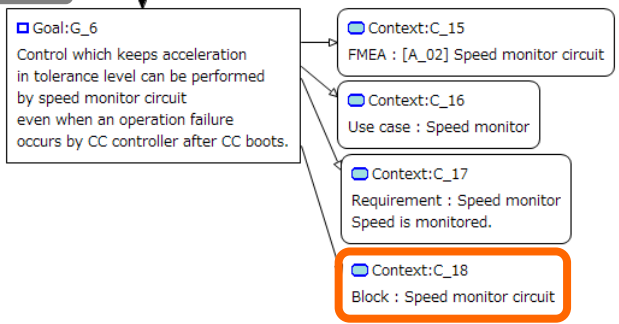 Goal:G_6
Control which keeps acceleration
in tolerance level can be performed
by speed monitor circuit
even when an operation failure
occurs by CC controller after CC boots.
Context:C_15
FMEA : [A_02] Speed monitor circuit
Context:C_16
Use case : Speed monitor
Context:C_17
Requirement : Speed monitor
Speed is monitored.
Context:C_18
Block : Speed monitor circuit